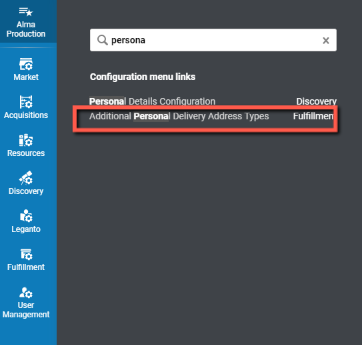 Alma
Production
persona
Market
Configuration menu links
Personal Details Configuration Discovery
Acquisitions
Additional Personal Delivery Address Types Fulfillment
Resources
Discovery
Leganto
Fulfillment
User
Management